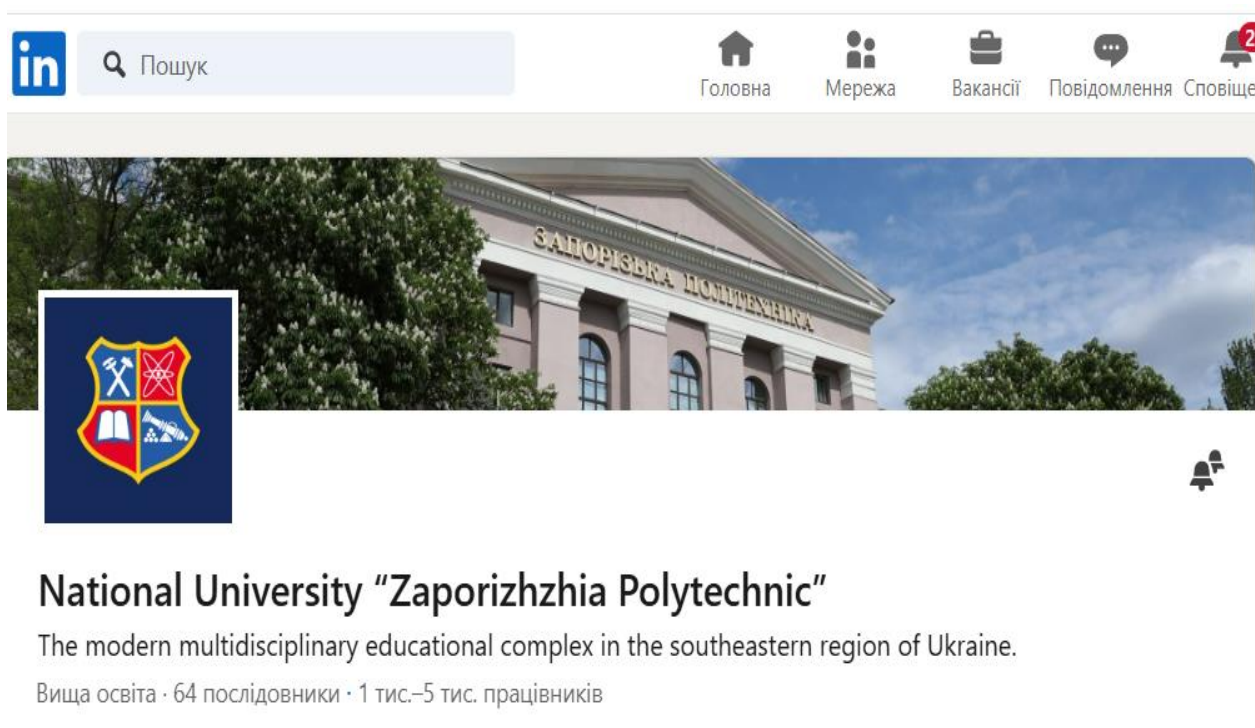 in
Пошук
Головна
Мережа
Вакансії
Повідомлення
Сповіще
2
ЗАПОРІЗЬКА ПОЛІТЕХНІКА
National University “Zaporizhzhia Polytechnic”
The modern multidisciplinary educational complex in the southeastern region of Ukraine.
Вища освіта · 64 послідовники · 1 тис.–5 тис. працівників